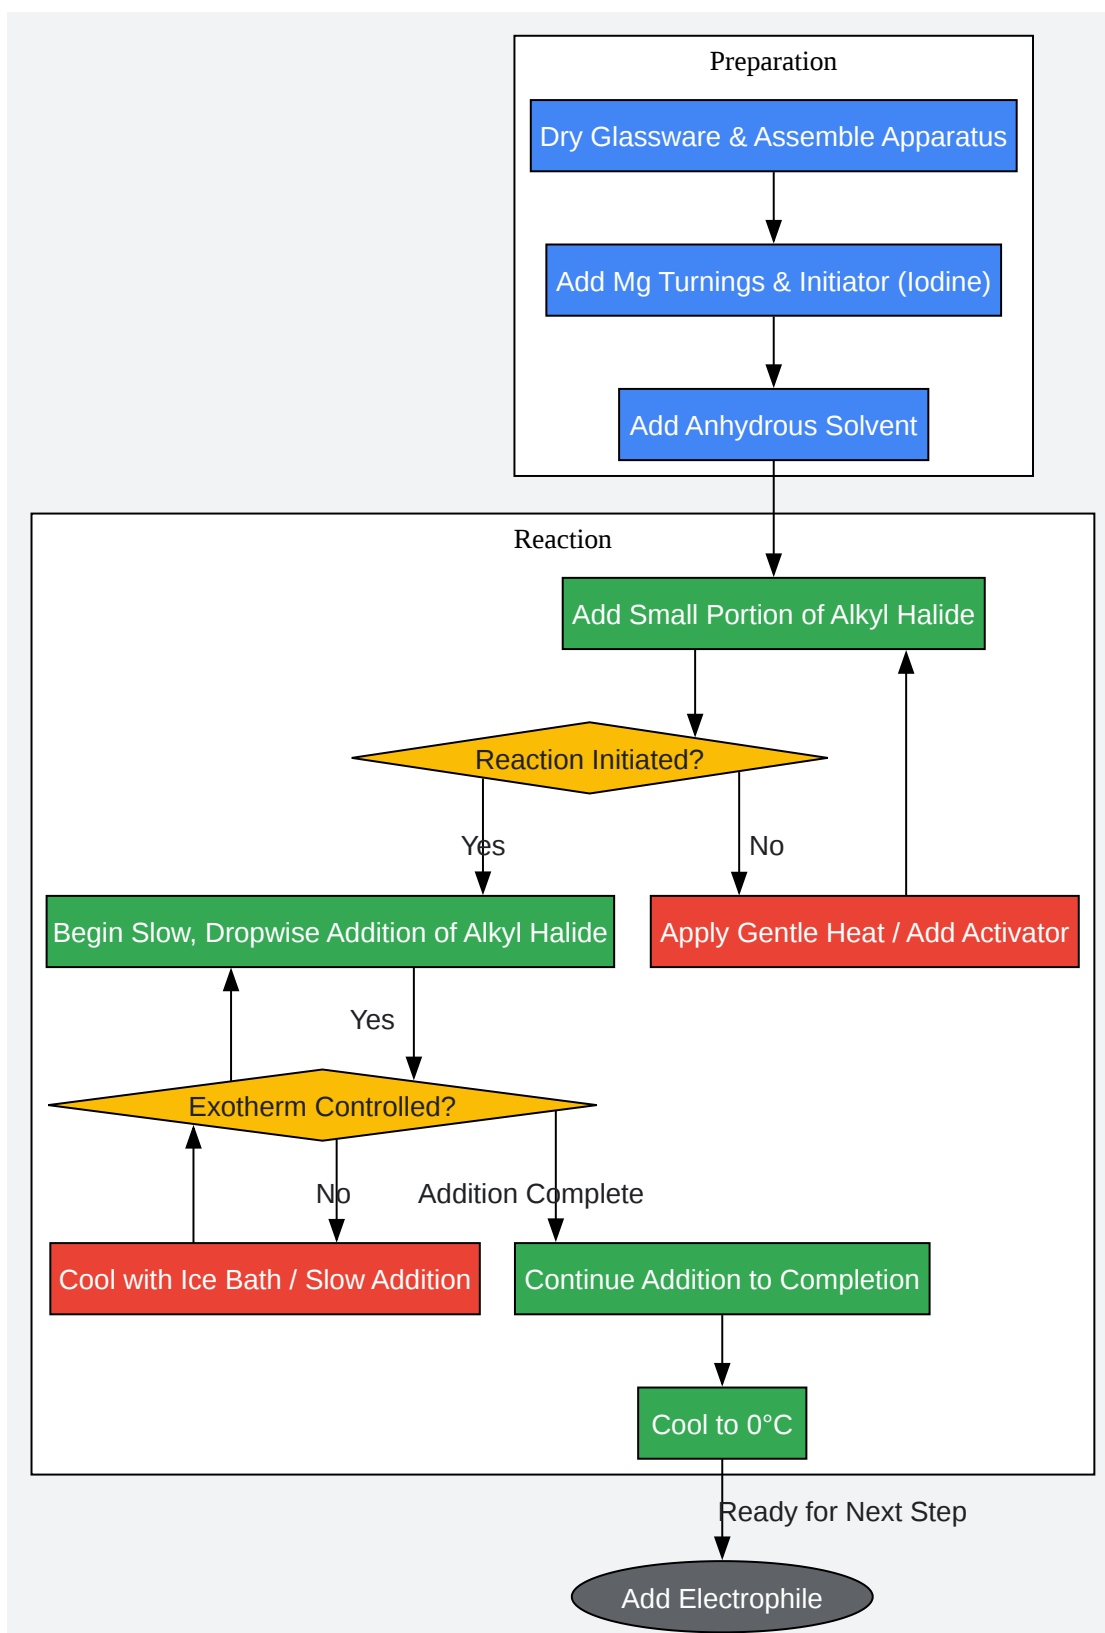 Preparation
Dry Glassware & Assemble Apparatus
Add Mg Turnings & Initiator (Iodine)
Add Anhydrous Solvent
Reaction
Add Small Portion of Alkyl Halide
Reaction Initiated?
Yes
No
Begin Slow, Dropwise Addition of Alkyl Halide
Apply Gentle Heat / Add Activator
Yes
Exotherm Controlled?
No
Addition Complete
Cool with Ice Bath / Slow Addition
Continue Addition to Completion
Cool to 0°C
Ready for Next Step
Add Electrophile